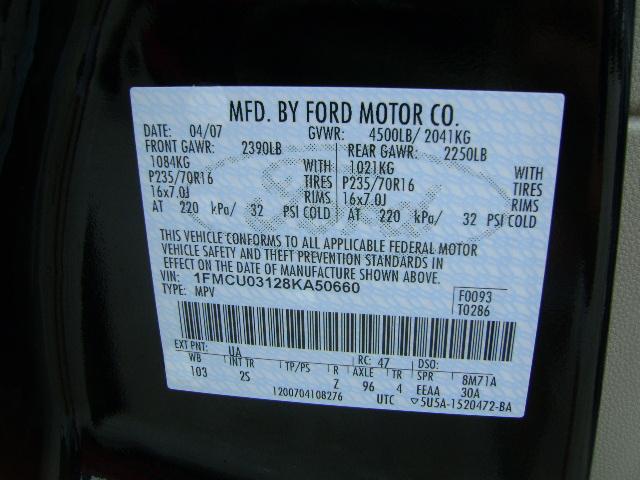 MFD. BY FORD MOTOR CO.
DATE: 04/07 GVWR: 4500LB/ 2041KG
FRONT GAWR: 2390LB REAR GAWR: 2250LB
1084KG WITH 1021KG WITH
P235/70R16 TIRES P235/70R16 TIRES
16x7.0J RIMS 16x7.0J RIMS
AT 220 kPa/ 32 PSI COLD AT 220 kPa/ 32 PSI COLD
THIS VEHICLE CONFORMS TO ALL APPLICABLE FEDERAL MOTOR
VEHICLE SAFETY AND THEFT PREVENTION STANDARDS IN
EFFECT ON THE DATE OF MANUFACTURE SHOWN ABOVE.
VIN: 1FMCU03128KA50660 F0093
TYPE: MPV T0286
EXT PNT: UA RC: 47 DSO:
WB INT TR TP/PS R AXLE TR SPR 8M71A
103 2S Z 96 4 EEAA 30A
1200704108276 UTC ▽5U5A-1520472-BA
Ford